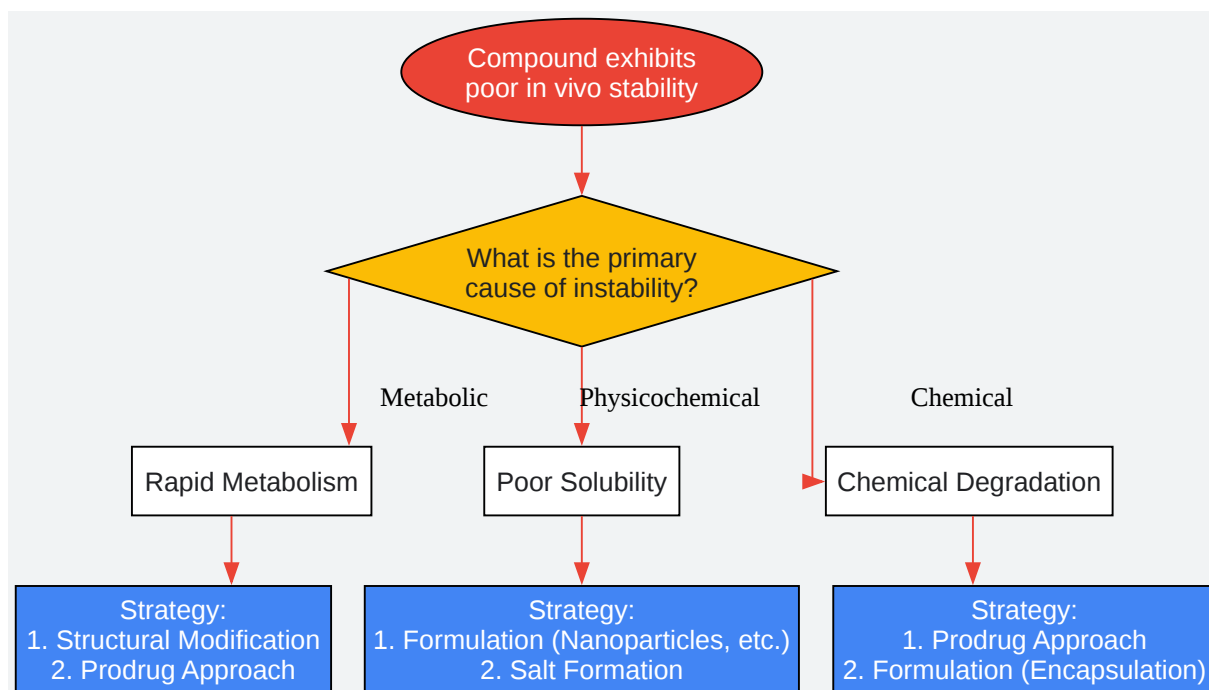 Compound exhibits
poor in vivo stability
What is the primary
cause of instability?
Metabolic
Physicochemical
Chemical
Rapid Metabolism
Poor Solubility
Chemical Degradation
Strategy:
1. Structural Modification
2. Prodrug Approach
Strategy:
1. Formulation (Nanoparticles, etc.)
2. Salt Formation
Strategy:
1. Prodrug Approach
2. Formulation (Encapsulation)